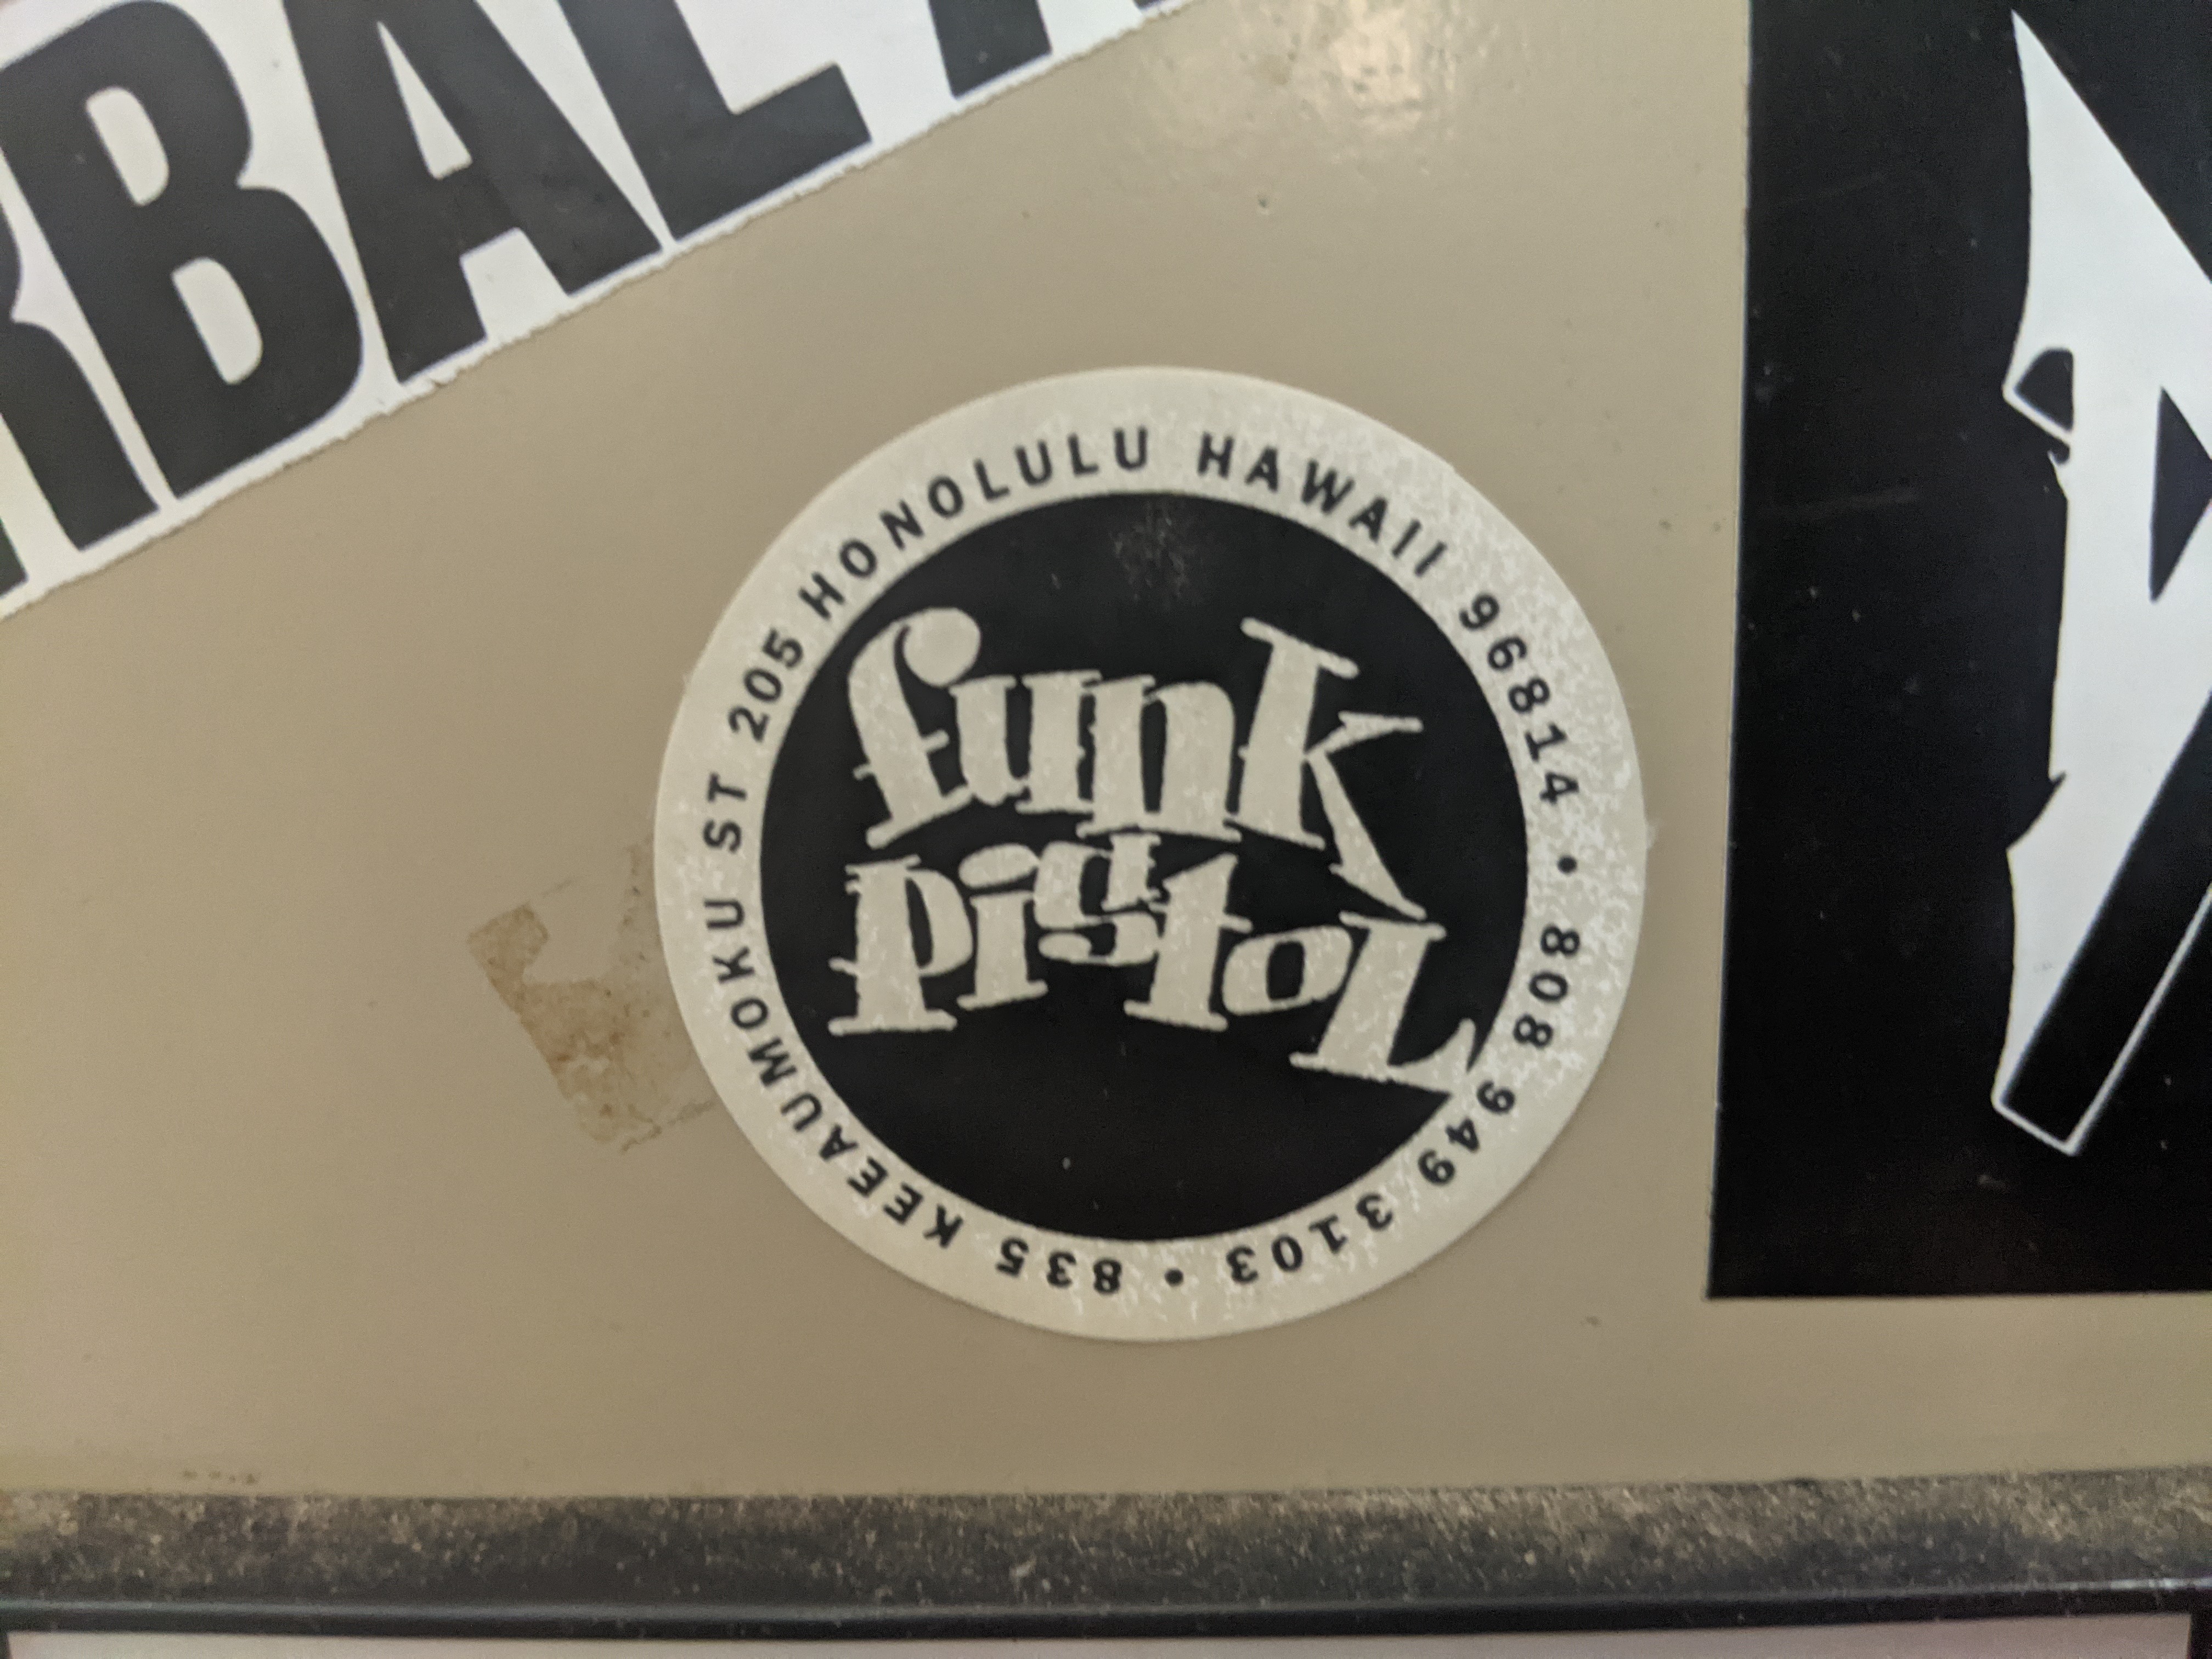 RBAL
funk
pistol
835 KEEAUMOKU ST 205 HONOLULU HAWAII 96814 • 808 949 3103 •